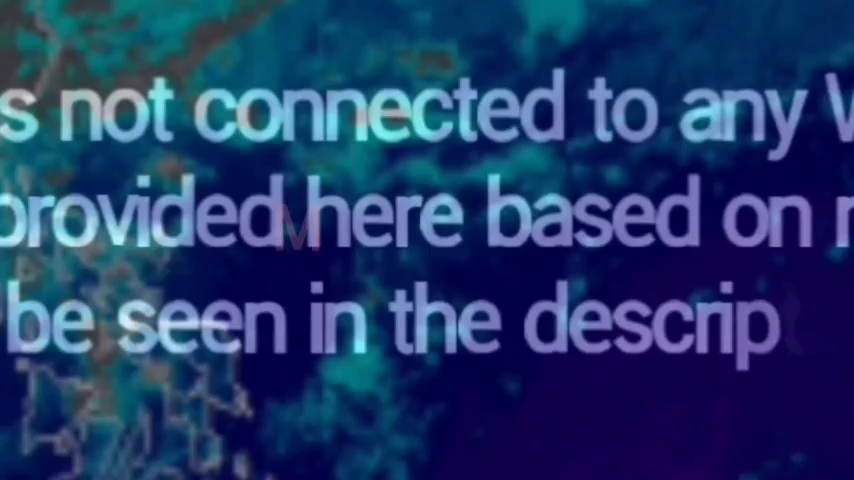 s not connected to any
provided here based on
be seen in the descrip